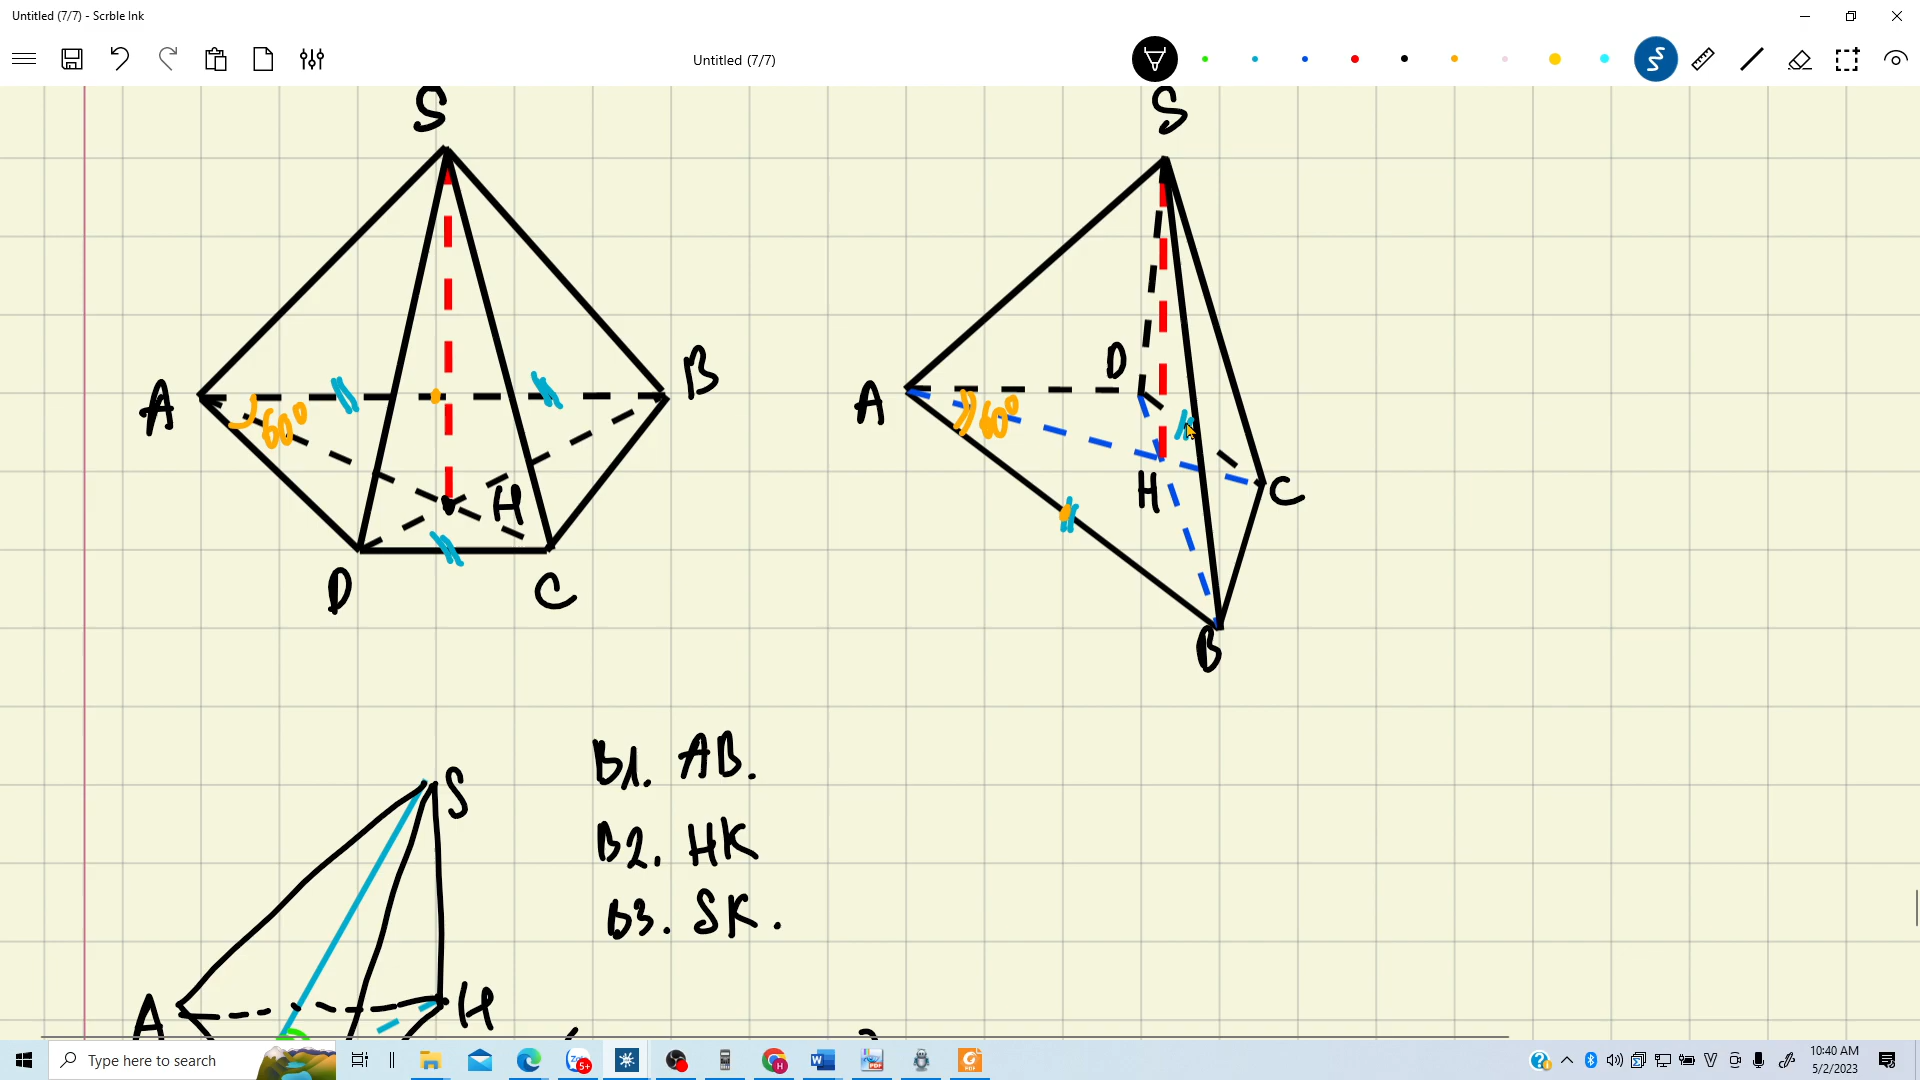 Untitled (7/7) - Scrble Ink
Untitled (7/7)
S
A
B
60°
H
D
C
S
A
D
60°
H
C
B
B1. AB.
B2. HK
B3. SK.
S
A
H
Type here to search
5+
10:40 AM
5/2/2023